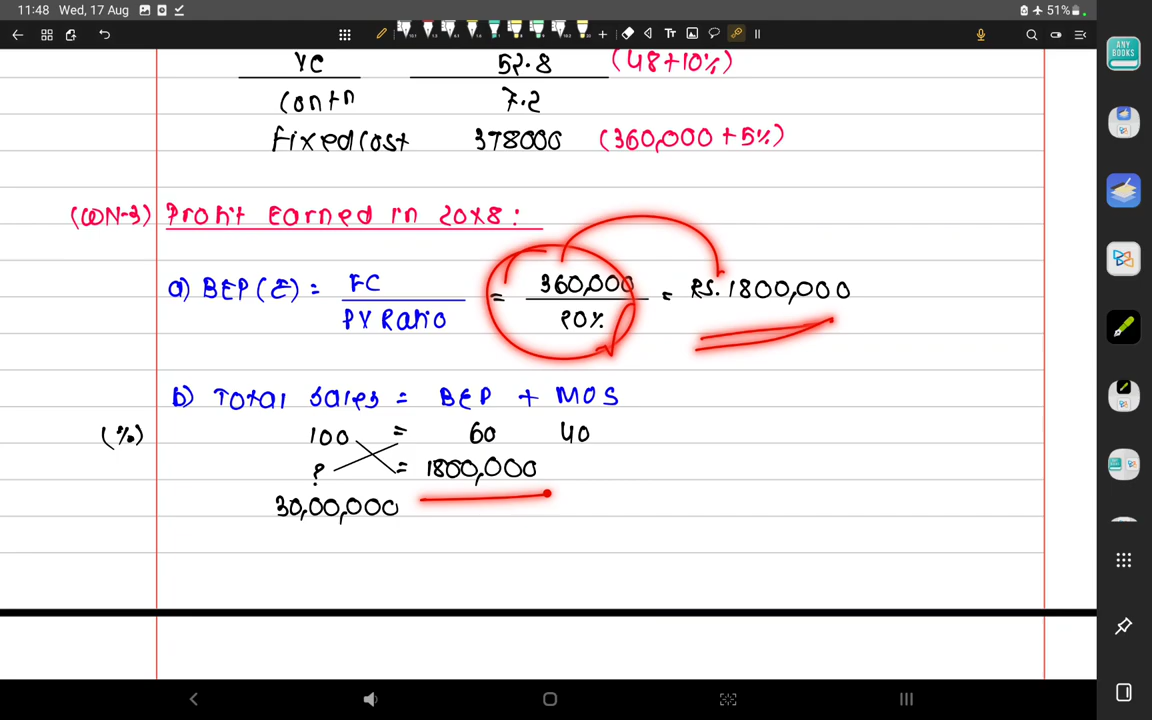 11:48 Wed, 17 Aug 51%
VC 52.8 (48+10%)
Contn 7.2
Fixed cost 378000 (360,000 + 5%)
(WN-3) Profit Earned in 20X8:
a) BEP(£) = FC / PV Ratio = 360,000 / 20% = RS. 1800,000
b) Total Sales = BEP + MOS
(%) 100 = 60 40
? = 1800,000
30,00,000
ANY BOOKS